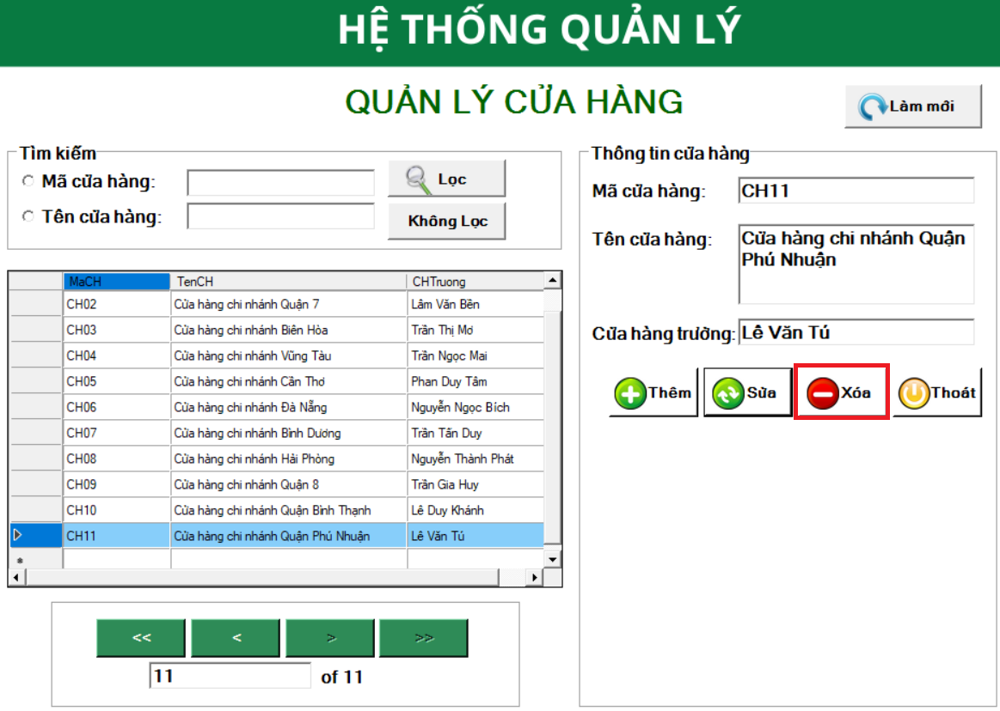 HỆ THỐNG QUẢN LÝ
QUẢN LÝ CỬA HÀNG
Làm mới
Tìm kiếm
Mã cửa hàng:
Lọc
Tên cửa hàng:
Không Lọc
MaCH TenCH CHTruong
CH02 Cửa hàng chi nhánh Quận 7 Lâm Văn Bền
CH03 Cửa hàng chi nhánh Biên Hòa Trần Thị Mơ
CH04 Cửa hàng chi nhánh Vũng Tàu Trần Ngọc Mai
CH05 Cửa hàng chi nhánh Cần Thơ Phan Duy Tâm
CH06 Cửa hàng chi nhánh Đà Nẵng Nguyễn Ngọc Bích
CH07 Cửa hàng chi nhánh Bình Dương Trần Tấn Duy
CH08 Cửa hàng chi nhánh Hải Phòng Nguyễn Thành Phát
CH09 Cửa hàng chi nhánh Quận 8 Trần Gia Huy
CH10 Cửa hàng chi nhánh Quận Bình Thạnh Lê Duy Khánh
CH11 Cửa hàng chi nhánh Quận Phú Nhuận Lê Văn Tú
*
<< < > >>
11 of 11
Thông tin cửa hàng
Mã cửa hàng: CH11
Tên cửa hàng: Cửa hàng chi nhánh Quận
Phú Nhuận
Cửa hàng trưởng: Lê Văn Tú
Thêm Sửa Xóa Thoát